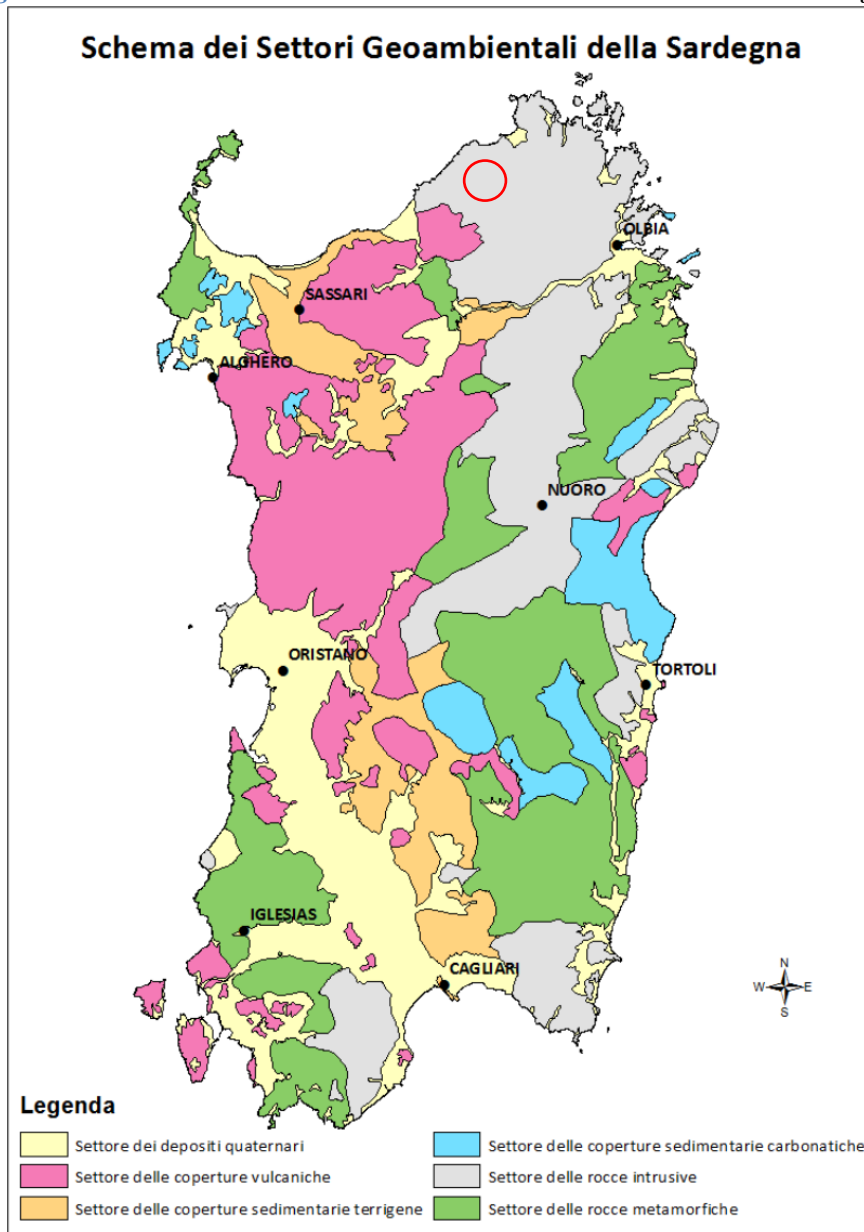 Schema dei Settori Geoambientali della Sardegna
OLBIA
SASSARI
ALGHERO
NUORO
ORISTANO
TORTOLI
IGLESIAS
CAGLIARI
N
W E
S
Legenda
Settore dei depositi quaternari
Settore delle coperture vulcaniche
Settore delle coperture sedimentarie terrigene
Settore delle coperture sedimentarie carbonatiche
Settore delle rocce intrusive
Settore delle rocce metamorfiche